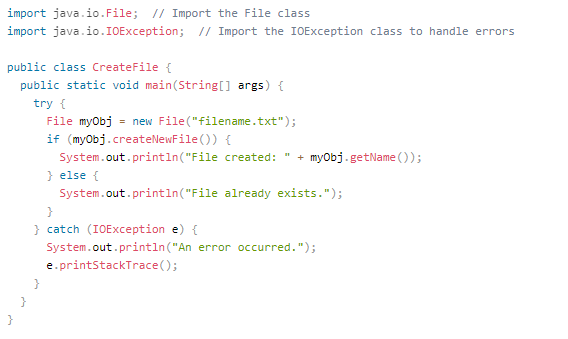 import java.io.File;  // Import the File class
import java.io.IOException;  // Import the IOException class to handle errors

public class CreateFile {
  public static void main(String[] args) {
    try {
      File myObj = new File("filename.txt");
      if (myObj.createNewFile()) {
        System.out.println("File created: " + myObj.getName());
      } else {
        System.out.println("File already exists.");
      }
    } catch (IOException e) {
      System.out.println("An error occurred.");
      e.printStackTrace();
    }
  }
}